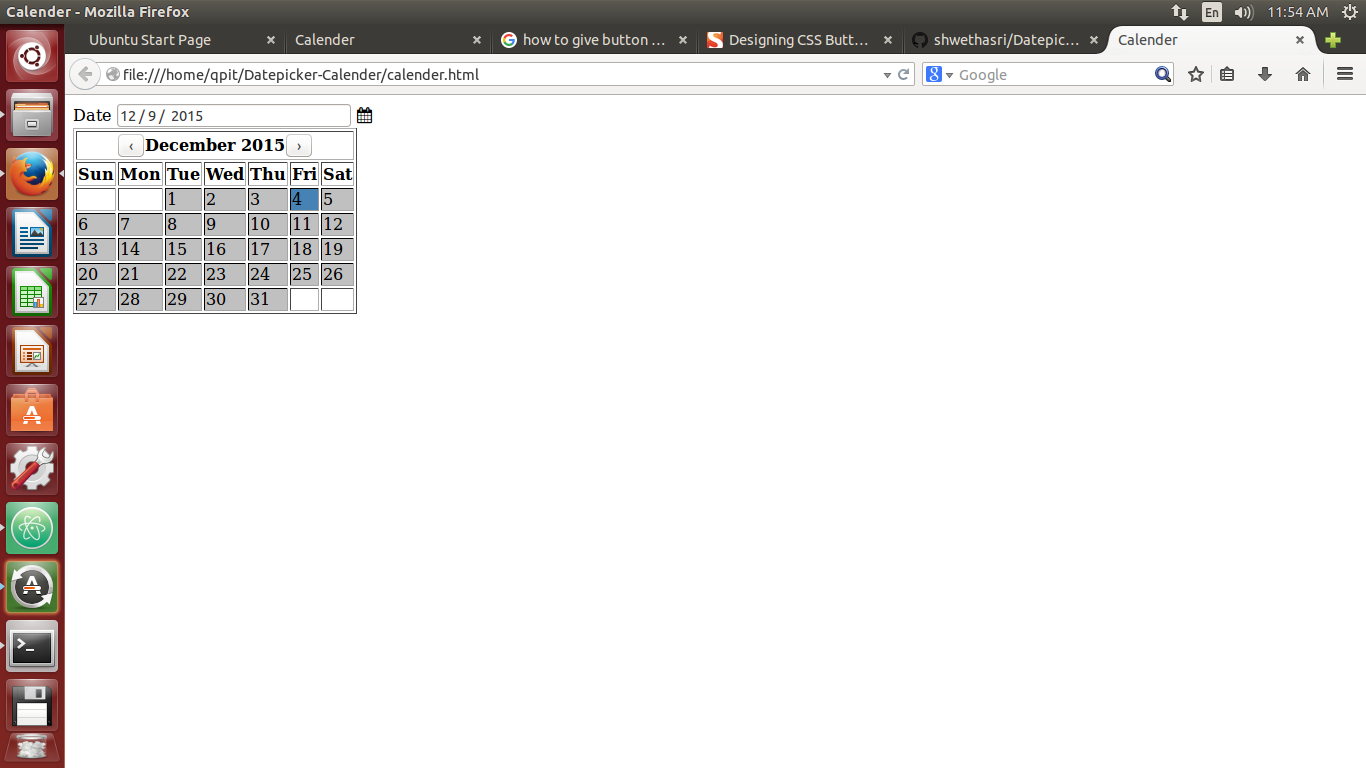 Calender - Mozilla Firefox
En
11:54 AM
Ubuntu Start Page
Calender
how to give button ...
Designing CSS Butt...
shwethasri/Datepic...
Calender
file:///home/qpit/Datepicker-Calender/calender.html
Google
Date 12 / 9 / 2015
‹ December 2015 ›
Sun Mon Tue Wed Thu Fri Sat
1 2 3 4 5
6 7 8 9 10 11 12
13 14 15 16 17 18 19
20 21 22 23 24 25 26
27 28 29 30 31